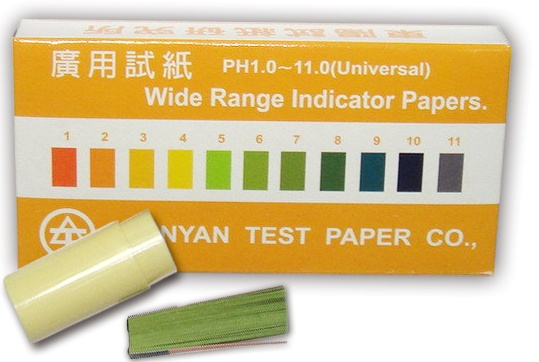 廣用試紙 PH1.0~11.0(Universal)
Wide Range Indicator Papers.
1 2 3 4 5 6 7 8 9 10 11
NYAN TEST PAPER CO.,